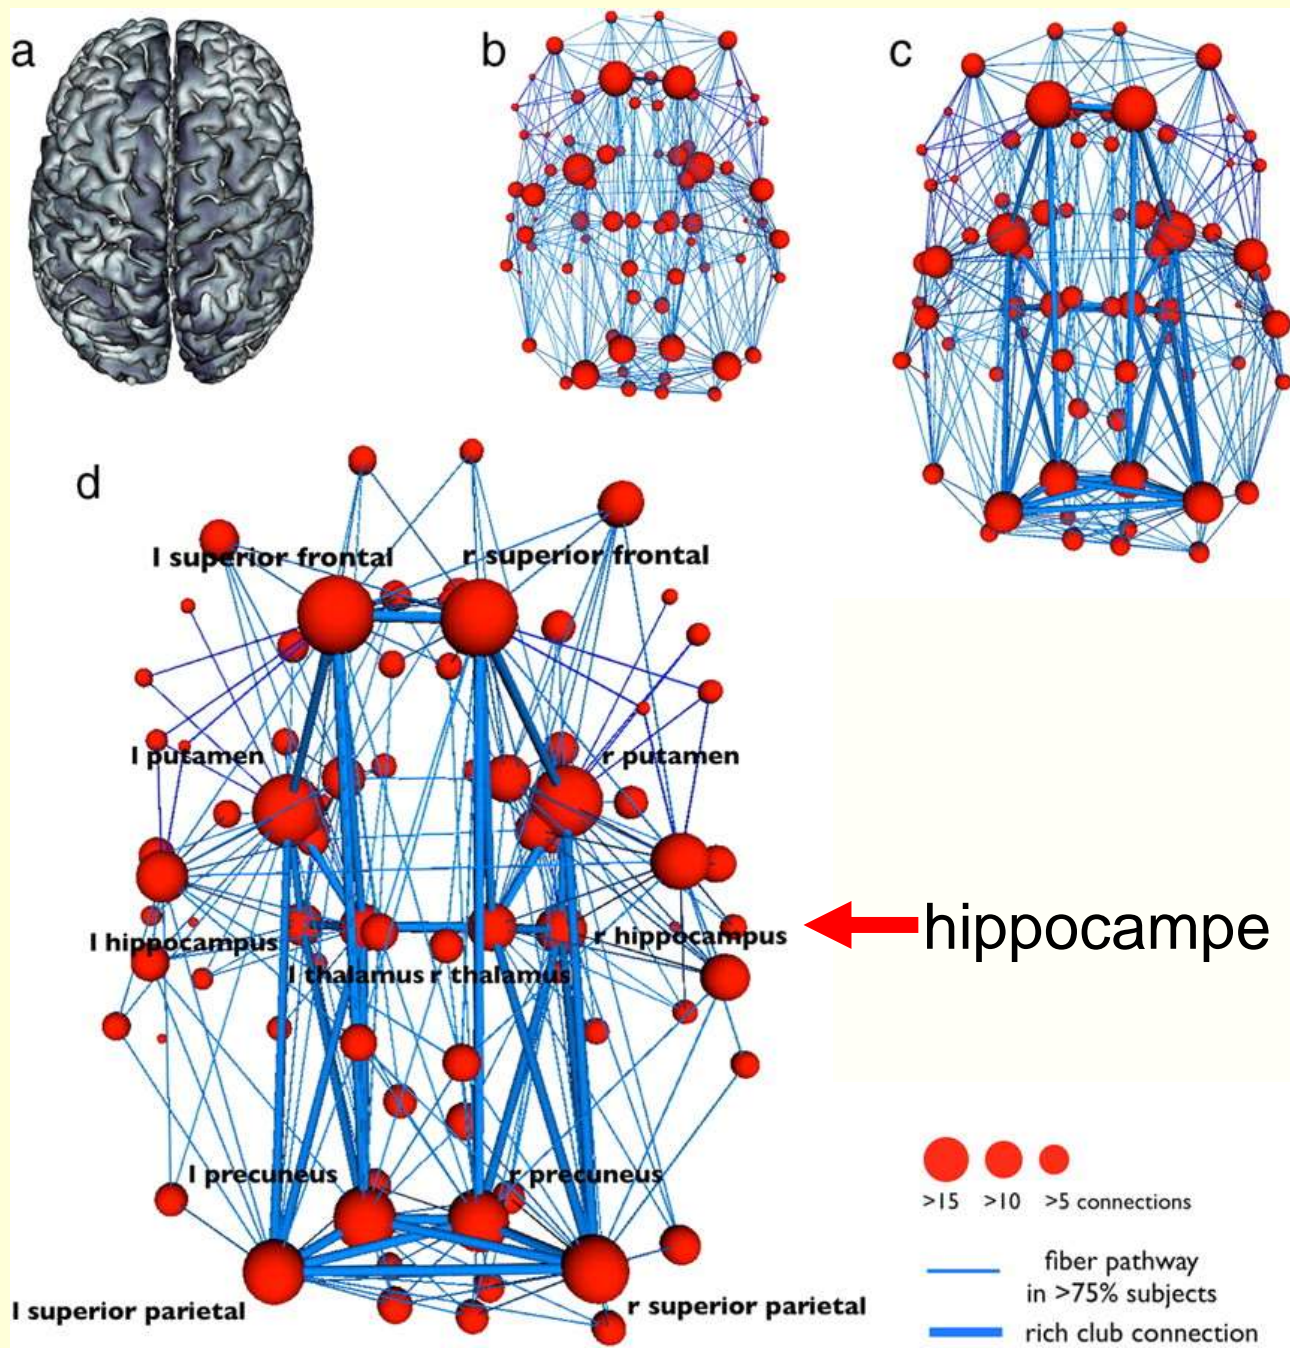 a
b
c
d
l superior frontal
r superior frontal
l putamen
r putamen
l hippocampus
r hippocampus
hippocampe
l thalamus
r thalamus
l precuneus
r precuneus
l superior parietal
r superior parietal
>15 >10 >5 connections
fiber pathway
in >75% subjects
rich club connection